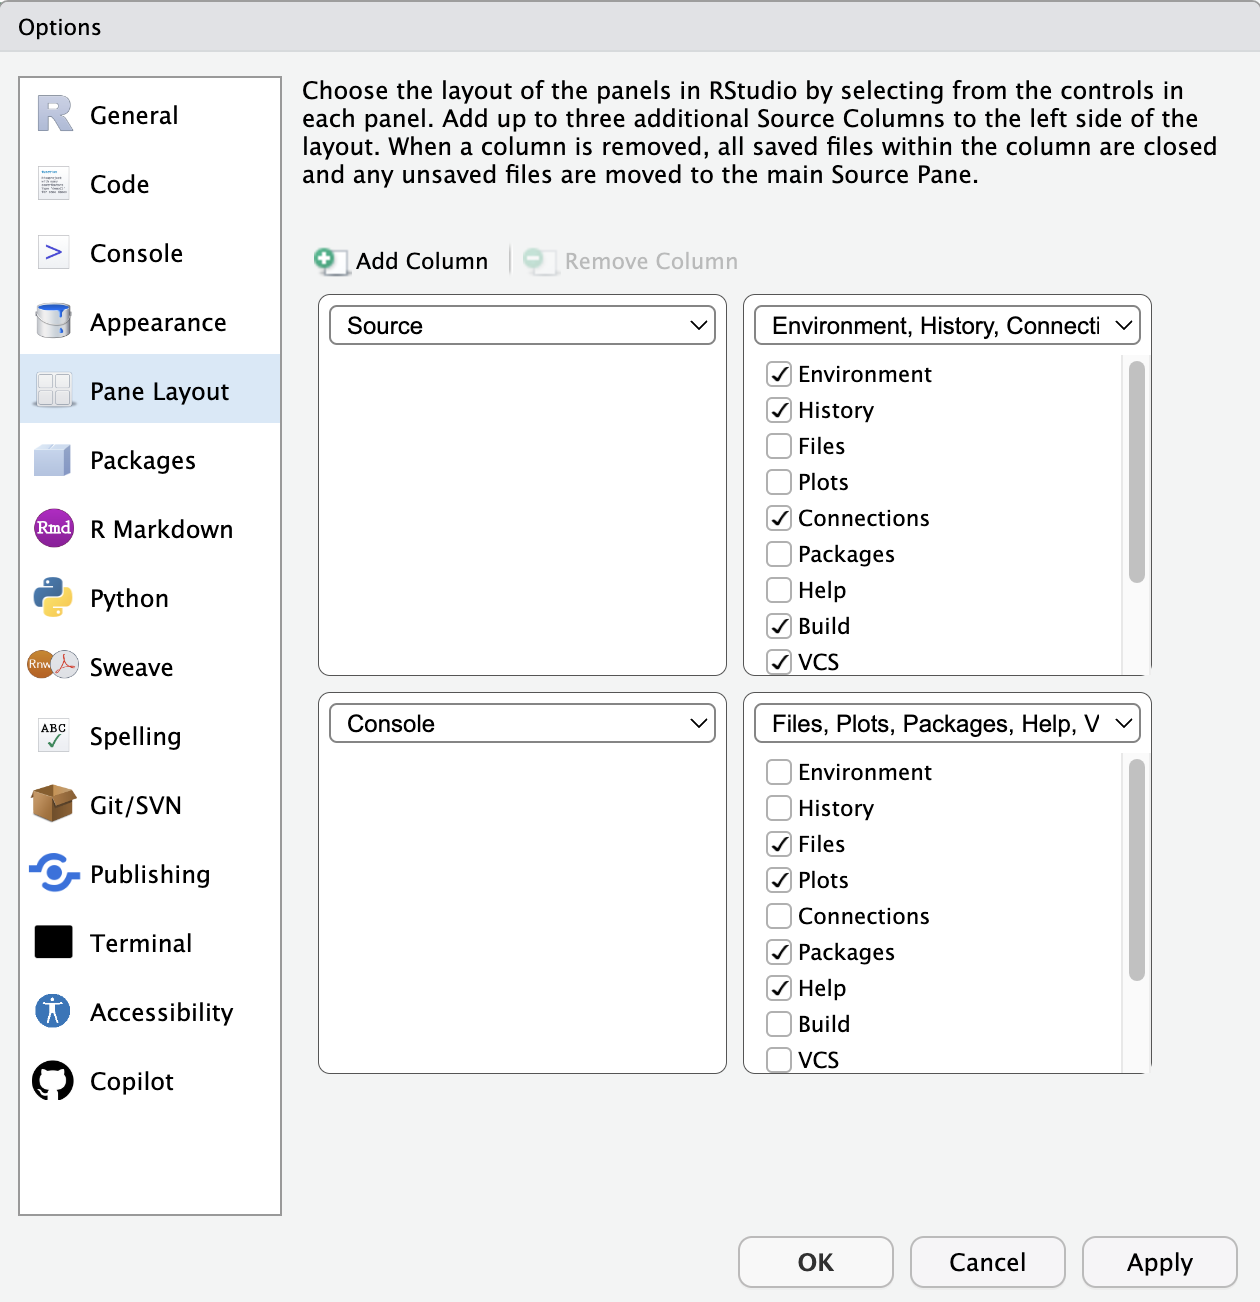 Options
General
Code
Console
Appearance
Pane Layout
Packages
Rmd
R Markdown
Python
Rnw
Sweave
ABC
Spelling
Git/SVN
Publishing
Terminal
Accessibility
Copilot
Choose the layout of the panels in RStudio by selecting from the controls in
each panel. Add up to three additional Source Columns to the left side of the
layout. When a column is removed, all saved files within the column are closed
and any unsaved files are moved to the main Source Pane.
Add Column
Remove Column
Source
Environment, History, Connecti
Environment
History
Files
Plots
Connections
Packages
Help
Build
VCS
Console
Files, Plots, Packages, Help, V
Environment
History
Files
Plots
Connections
Packages
Help
Build
VCS
OK
Cancel
Apply